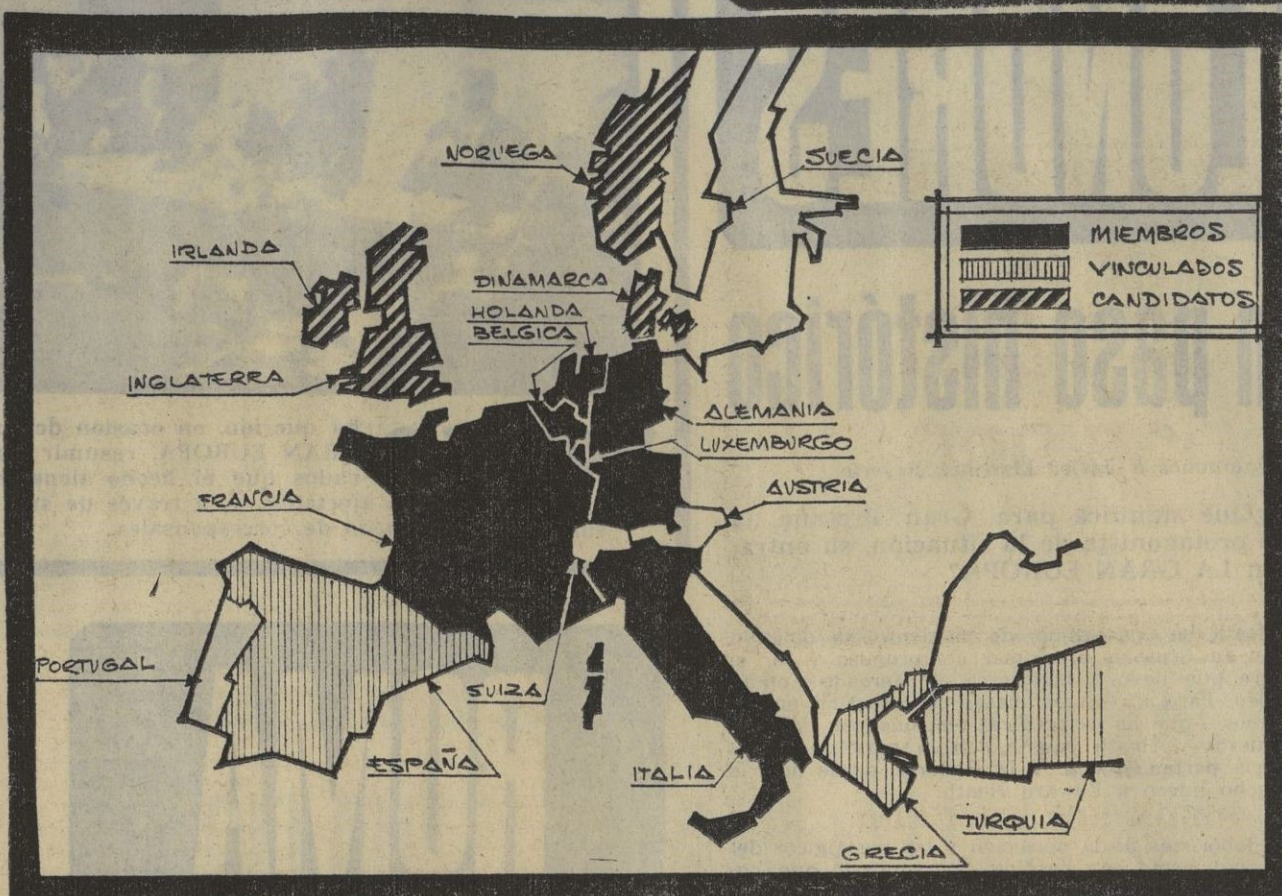 NORUEGA
SUECIA
IRLANDA
MIEMBROS
VINCULADOS
CANDIDATOS
DINAMARCA
HOLANDA
BELGICA
INGLATERRA
ALEMANIA
LUXEMBURGO
AUSTRIA
FRANCIA
PORTUGAL
SUIZA
ESPAÑA
ITALIA
TURQUIA
GRECIA